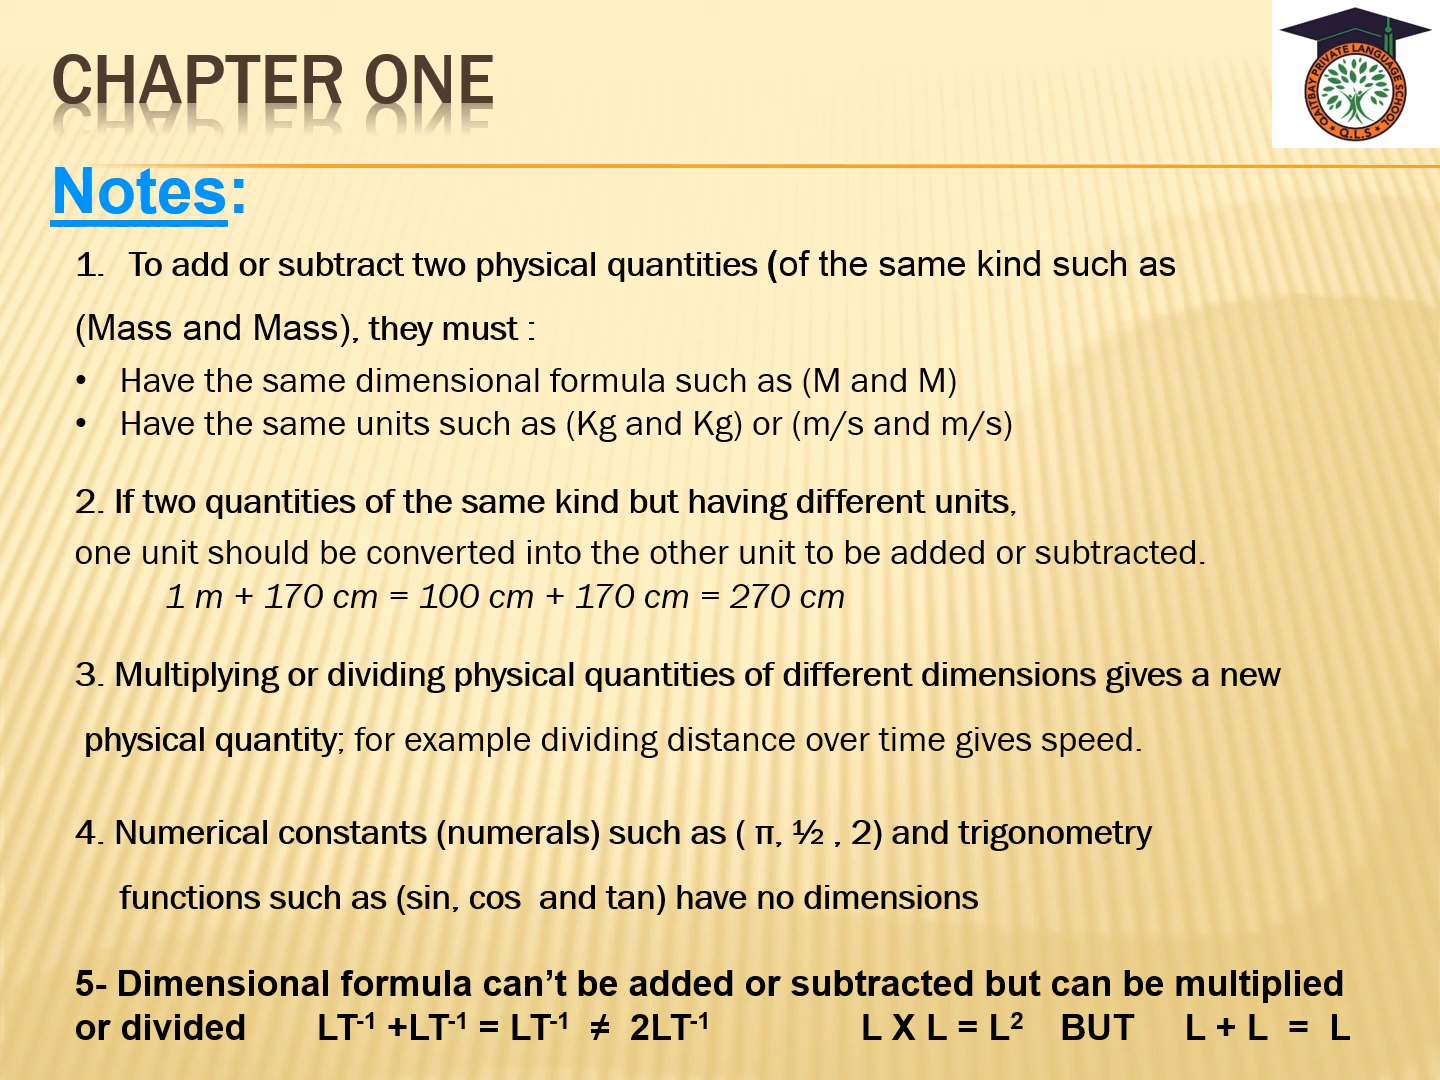 CHAPTER ONE
QAITBAY PRIVATE LANGUAGE SCHOOL
Q.L.S
Notes:
1. To add or subtract two physical quantities (of the same kind such as
(Mass and Mass), they must :
• Have the same dimensional formula such as (M and M)
• Have the same units such as (Kg and Kg) or (m/s and m/s)
2. If two quantities of the same kind but having different units,
one unit should be converted into the other unit to be added or subtracted.
1 m + 170 cm = 100 cm + 170 cm = 270 cm
3. Multiplying or dividing physical quantities of different dimensions gives a new
physical quantity; for example dividing distance over time gives speed.
4. Numerical constants (numerals) such as ( π, ½ , 2) and trigonometry
functions such as (sin, cos and tan) have no dimensions
5- Dimensional formula can’t be added or subtracted but can be multiplied
or divided LT⁻¹ +LT⁻¹ = LT⁻¹ ≠ 2LT⁻¹ L X L = L² BUT L + L = L